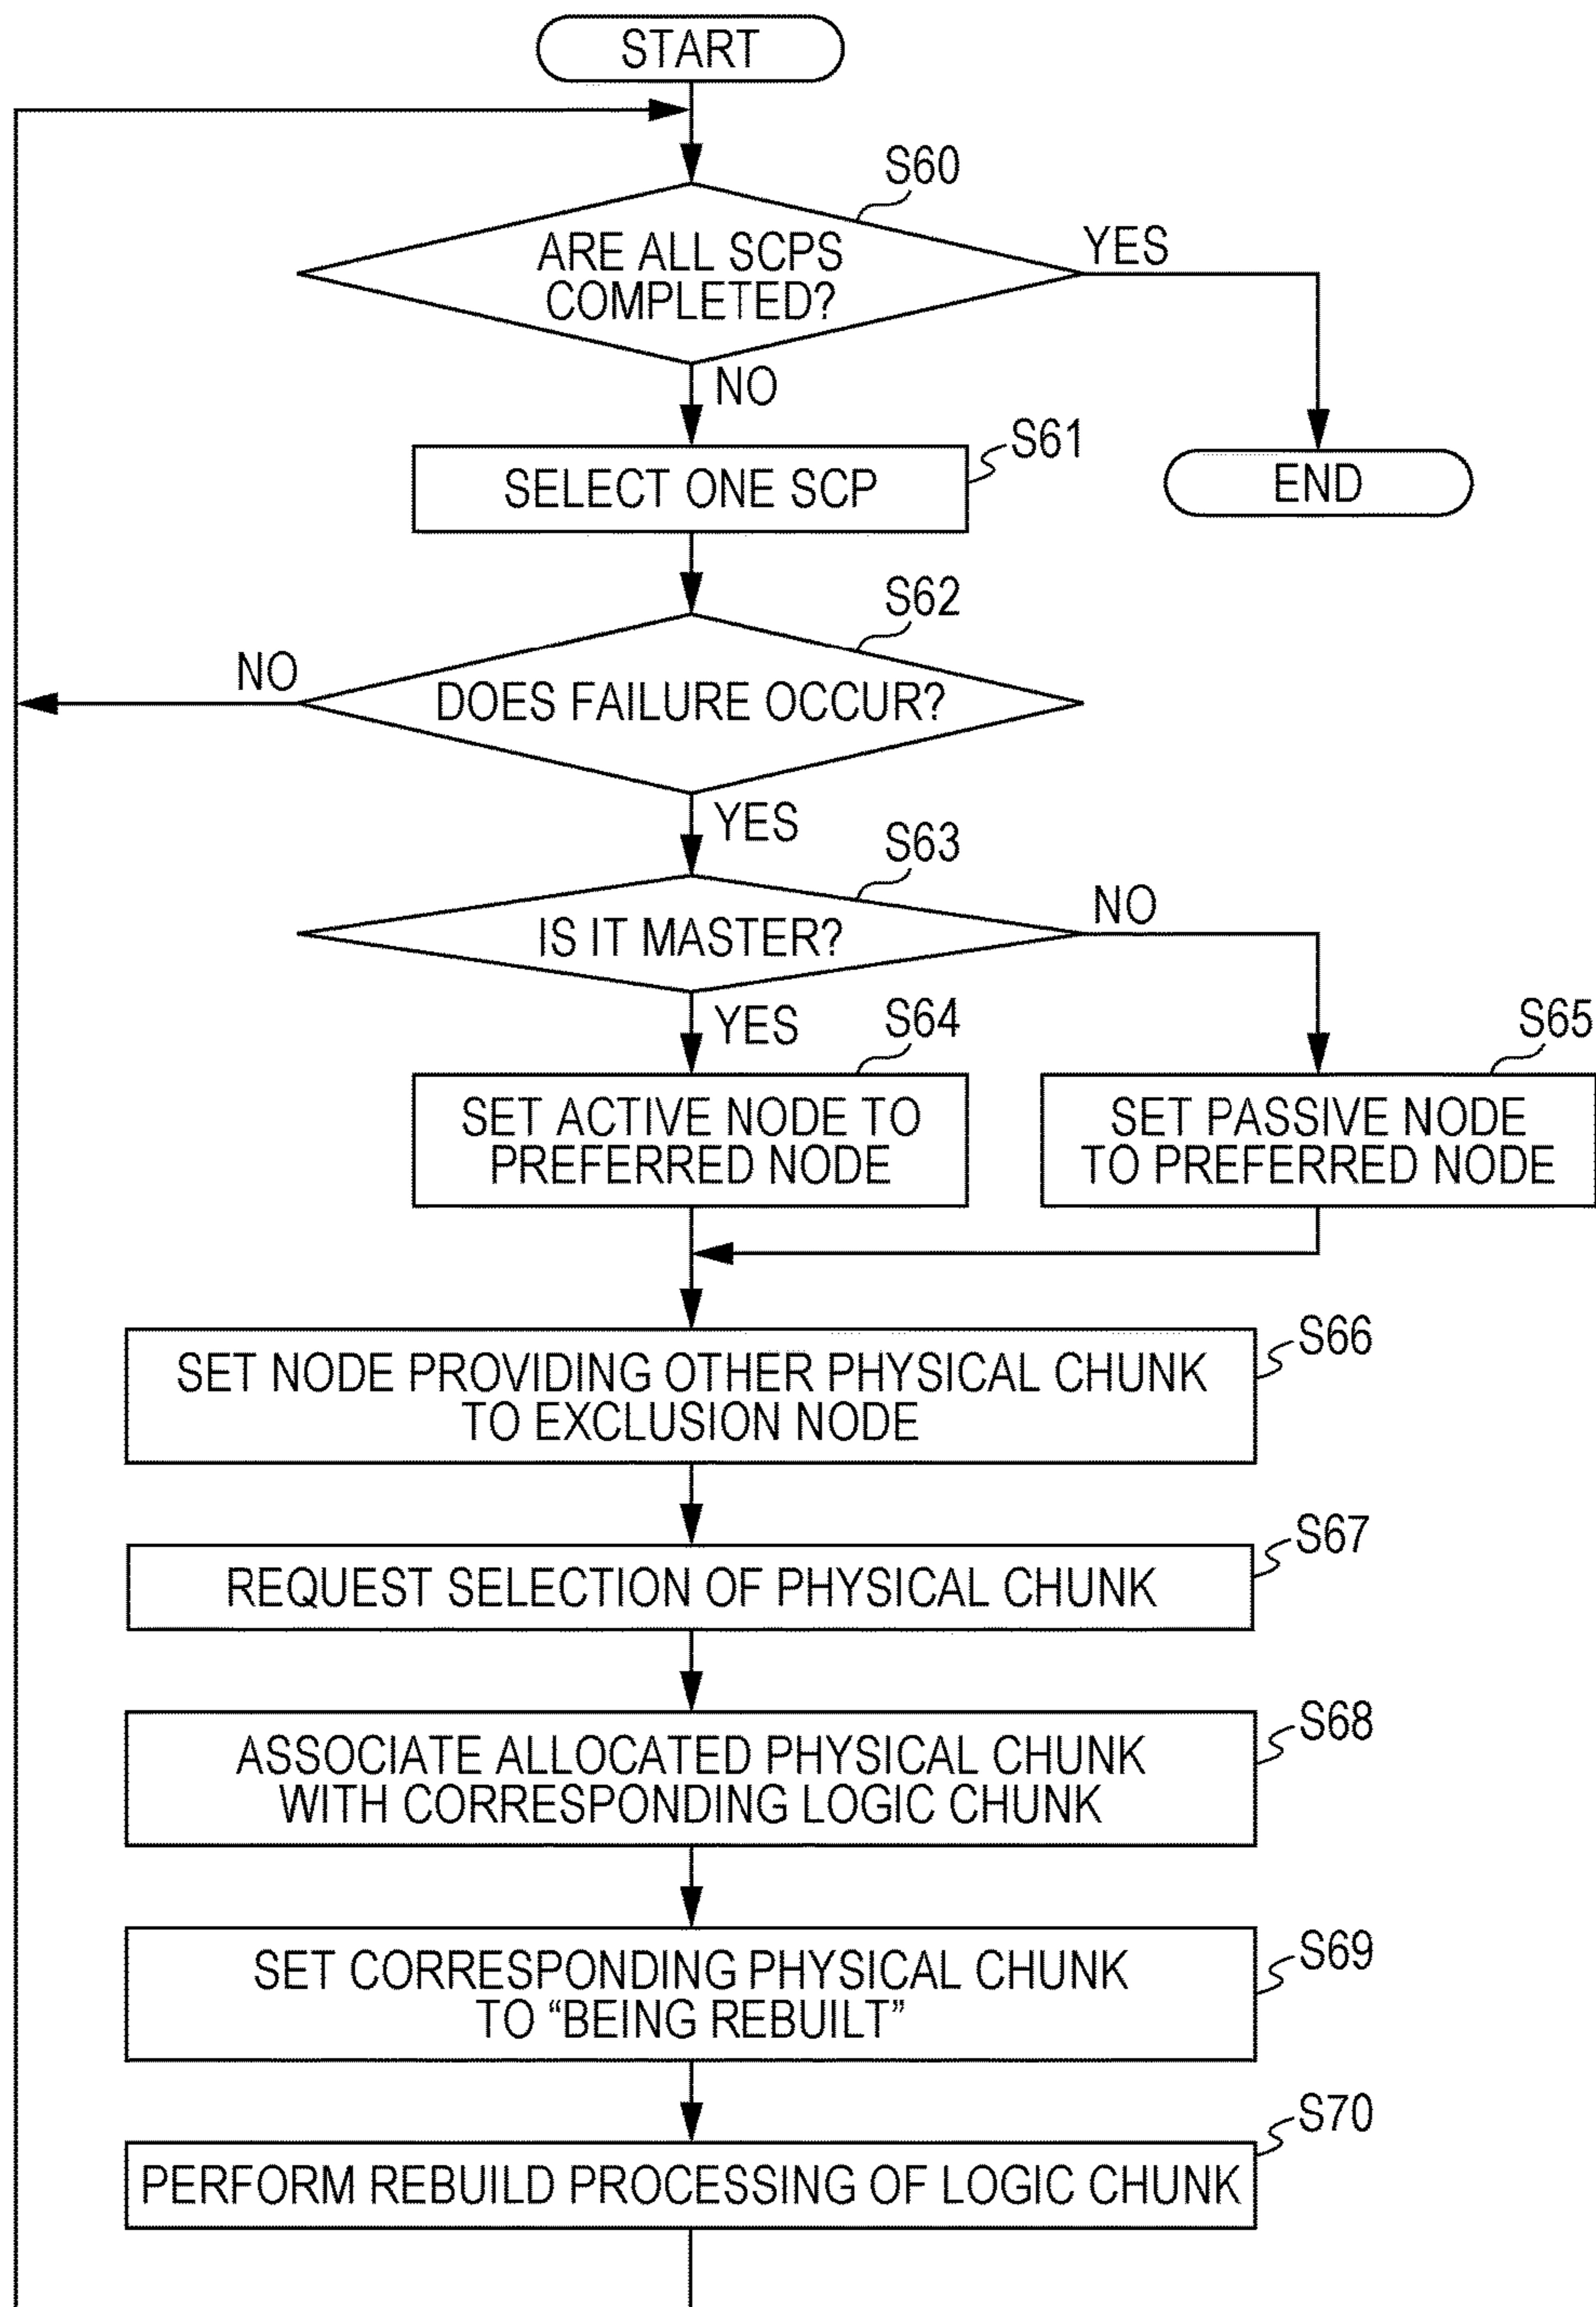 START
S60
ARE ALL SCPS
COMPLETED?
YES
NO
S61
SELECT ONE SCP
END
S62
NO
DOES FAILURE OCCUR?
YES
S63
NO
IS IT MASTER?
YES
S64
S65
SET ACTIVE NODE TO
PREFERRED NODE
SET PASSIVE NODE
TO PREFERRED NODE
S66
SET NODE PROVIDING OTHER PHYSICAL CHUNK
TO EXCLUSION NODE
S67
REQUEST SELECTION OF PHYSICAL CHUNK
S68
ASSOCIATE ALLOCATED PHYSICAL CHUNK
WITH CORRESPONDING LOGIC CHUNK
S69
SET CORRESPONDING PHYSICAL CHUNK
TO “BEING REBUILT”
S70
PERFORM REBUILD PROCESSING OF LOGIC CHUNK